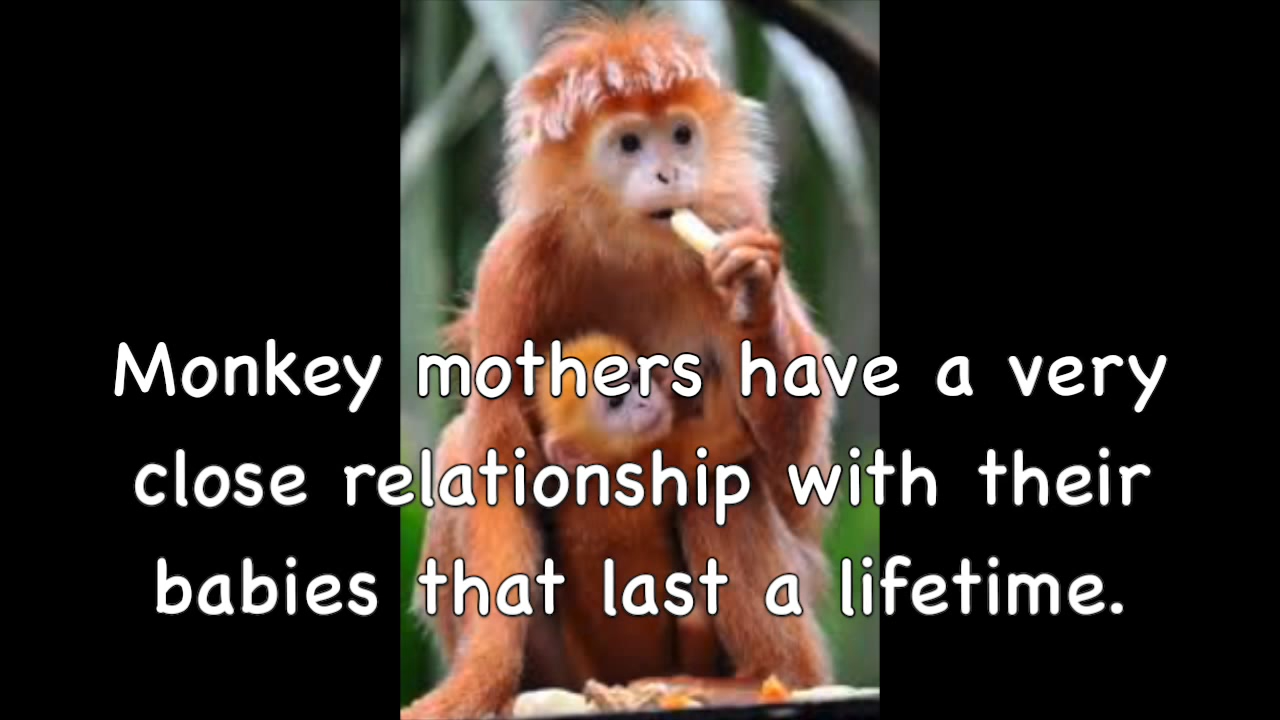 Monkey mothers have a very
close relationship with their
babies that last a lifetime.